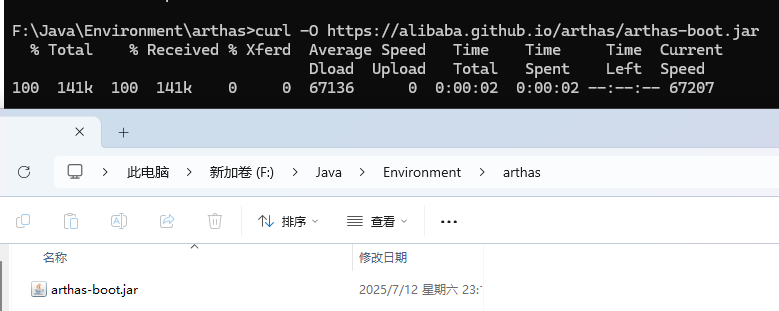 F:\Java\Environment\arthas>curl -O https://alibaba.github.io/arthas/arthas-boot.jar
% Total % Received % Xferd Average Speed Time Time Time Current
Dload Upload Total Spent Left Speed
100 141k 100 141k 0 0 67136 0 0:00:02 0:00:02 --:--:-- 67207
此电脑 > 新加卷 (F:) > Java > Environment > arthas
排序 查看 ...
名称 修改日期
arthas-boot.jar 2025/7/12 星期六 23: